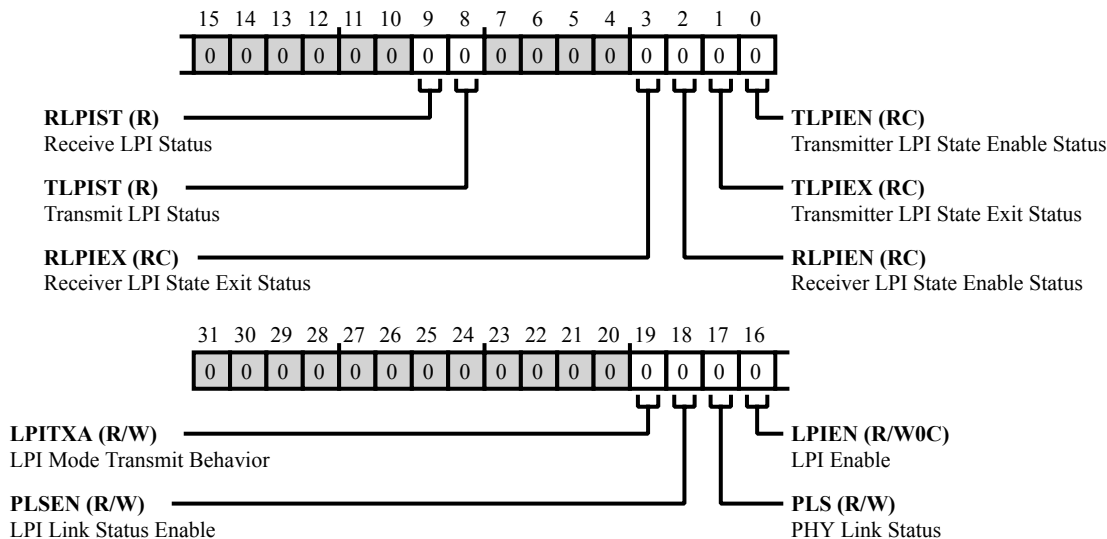 15 14 13 12 11 10 9 8 7 6 5 4 3 2 1 0
0 0 0 0 0 0 0 0 0 0 0 0 0 0 0 0
RLPIST (R)
Receive LPI Status
TLPIEN (RC)
Transmitter LPI State Enable Status
TLPIST (R)
Transmit LPI Status
TLPIEX (RC)
Transmitter LPI State Exit Status
RLPIEX (RC)
Receiver LPI State Exit Status
RLPIEN (RC)
Receiver LPI State Enable Status
31 30 29 28 27 26 25 24 23 22 21 20 19 18 17 16
0 0 0 0 0 0 0 0 0 0 0 0 0 0 0 0
LPITXA (R/W)
LPI Mode Transmit Behavior
LPIEN (R/W0C)
LPI Enable
PLSEN (R/W)
LPI Link Status Enable
PLS (R/W)
PHY Link Status